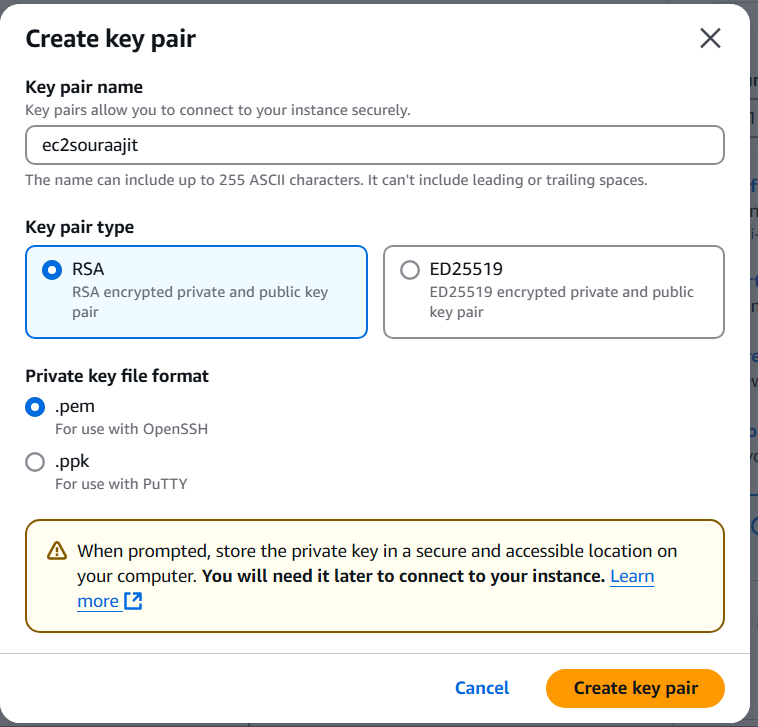 Create key pair
Key pair name
Key pairs allow you to connect to your instance securely.
ec2souraajit
The name can include up to 255 ASCII characters. It can't include leading or trailing spaces.
Key pair type
RSA
RSA encrypted private and public key
pair
ED25519
ED25519 encrypted private and public
key pair
Private key file format
.pem
For use with OpenSSH
.ppk
For use with PuTTY
When prompted, store the private key in a secure and accessible location on
your computer. You will need it later to connect to your instance. Learn
more
Cancel
Create key pair